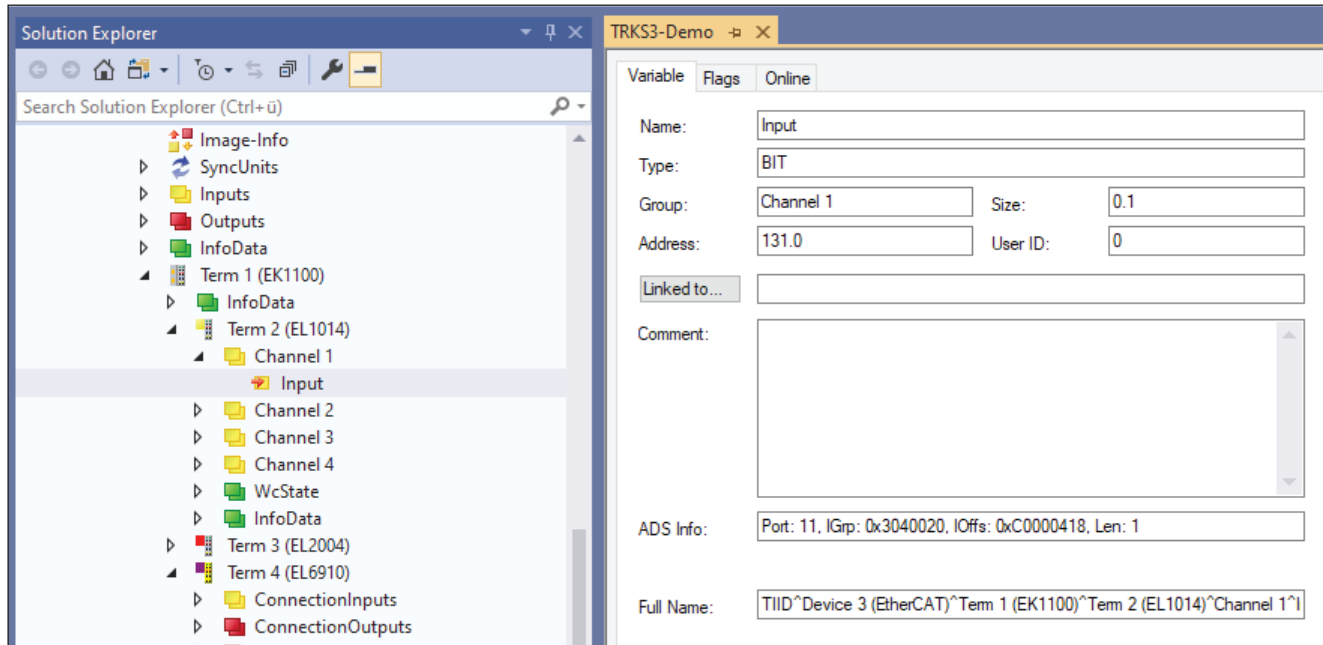 Solution Explorer
Search Solution Explorer (Ctrl+ü)
Image-Info
SyncUnits
Inputs
Outputs
InfoData
Term 1 (EK1100)
InfoData
Term 2 (EL1014)
Channel 1
Input
Channel 2
Channel 3
Channel 4
WcState
InfoData
Term 3 (EL2004)
Term 4 (EL6910)
ConnectionInputs
ConnectionOutputs
TRKS3-Demo
Variable Flags Online
Name: Input
Type: BIT
Group: Channel 1 Size: 0.1
Address: 131.0 User ID: 0
Linked to...
Comment:
ADS Info: Port: 11, IGrp: 0x3040020, IOffs: 0xC0000418, Len: 1
Full Name: TIID^Device 3 (EtherCAT)^Term 1 (EK1100)^Term 2 (EL1014)^Channel 1^I